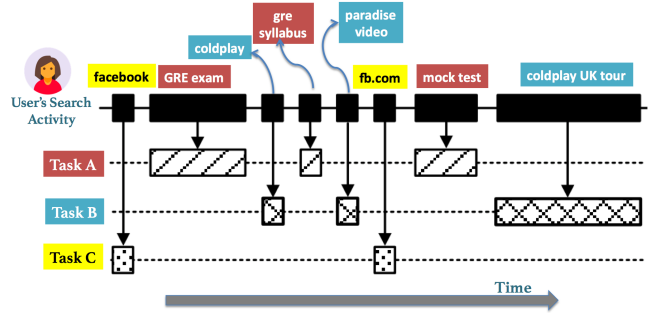 gre
syllabus
paradise
video
coldplay
facebook
GRE exam
fb.com
mock test
coldplay UK tour
User's Search
Activity
Task A
Task B
Task C
Time